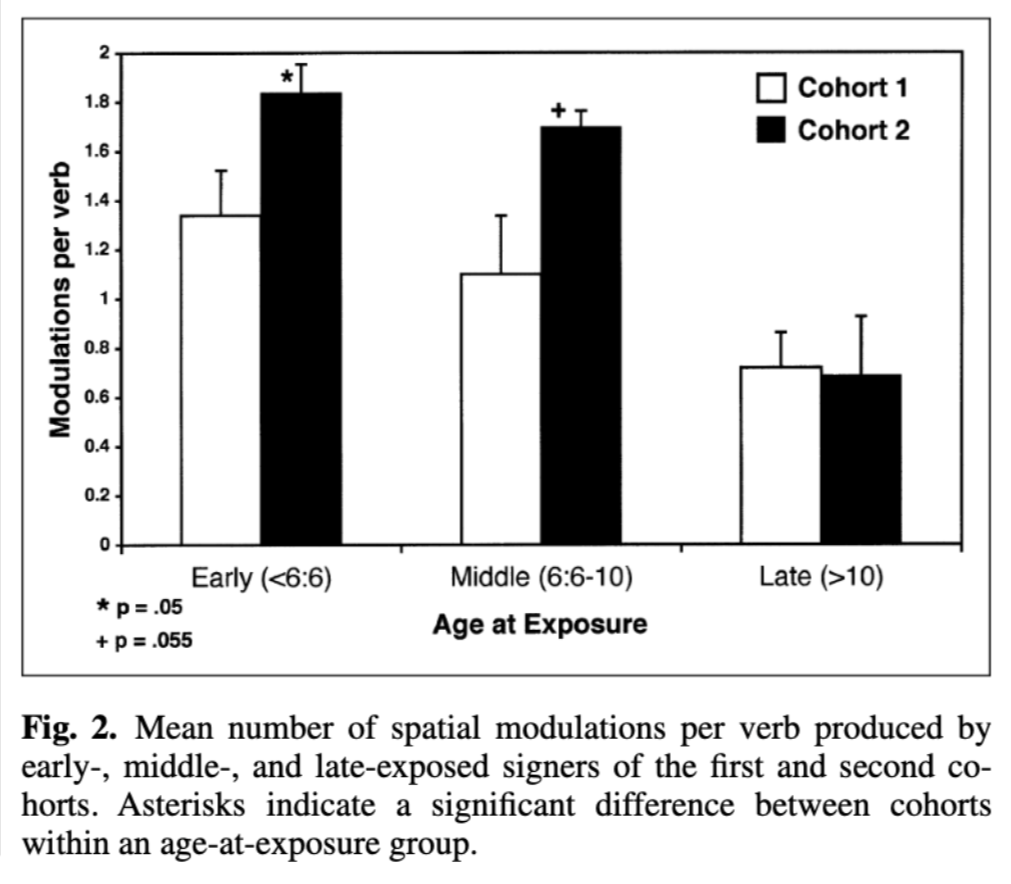 2
1.8
1.6
1.4
1.2
1
0.8
0.6
0.4
0.2
0
Modulations per verb
*
+
Cohort 1
Cohort 2
Early (<6:6)
Middle (6:6-10)
Late (>10)
Age at Exposure
* p = .05
+ p = .055
Fig. 2. Mean number of spatial modulations per verb produced by
early-, middle-, and late-exposed signers of the first and second co-
horts. Asterisks indicate a significant difference between cohorts
within an age-at-exposure group.